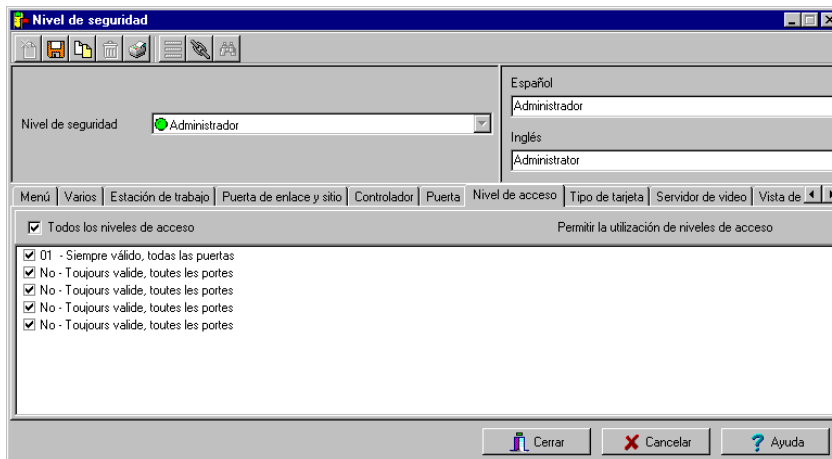 Nivel de seguridad
Español
Administrador
Nivel de seguridad
Administrador
Inglés
Administrator
Menú Varios Estación de trabajo Puerta de enlace y sitio Controlador Puerta Nivel de acceso Tipo de tarjeta Servidor de video Vista de
Todos los niveles de acceso Permitir la utilización de niveles de acceso
01 - Siempre válido, todas las puertas
No - Toujours valide, toutes les portes
No - Toujours valide, toutes les portes
No - Toujours valide, toutes les portes
No - Toujours valide, toutes les portes
Cerrar Cancelar Ayuda